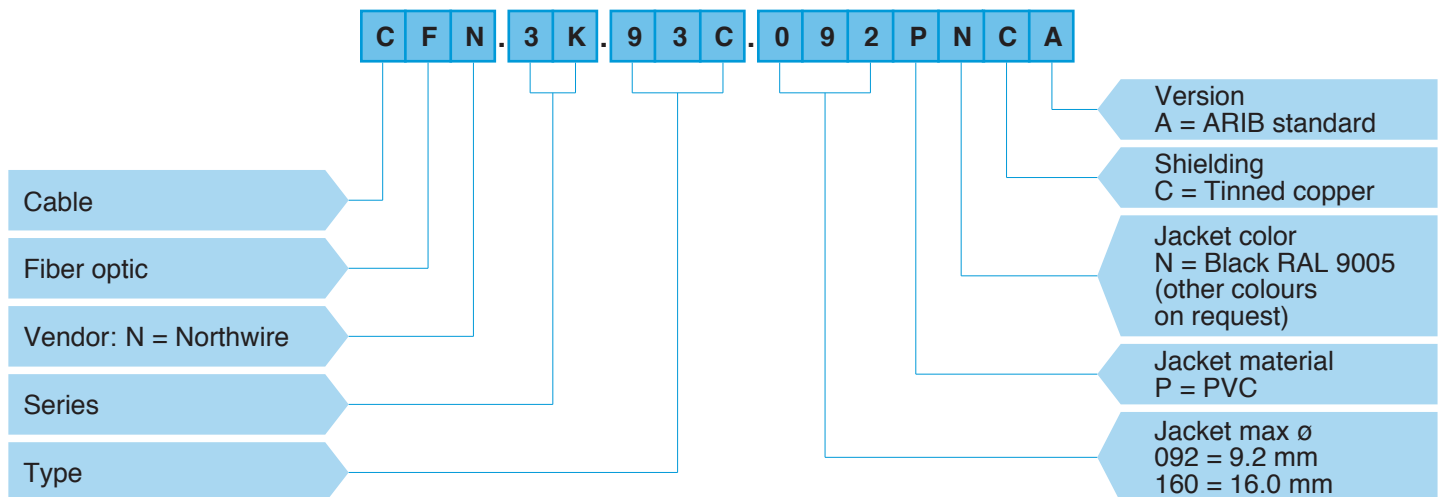 CFN.3K.93C.092PNCA
Cable
Fiber optic
Vendor: N = Northwire
Series
Type
Version
A = ARIB standard
Shielding
C = Tinned copper
Jacket color
N = Black RAL 9005
(other colours
on request)
Jacket material
P = PVC
Jacket max ø
092 = 9.2 mm
160 = 16.0 mm